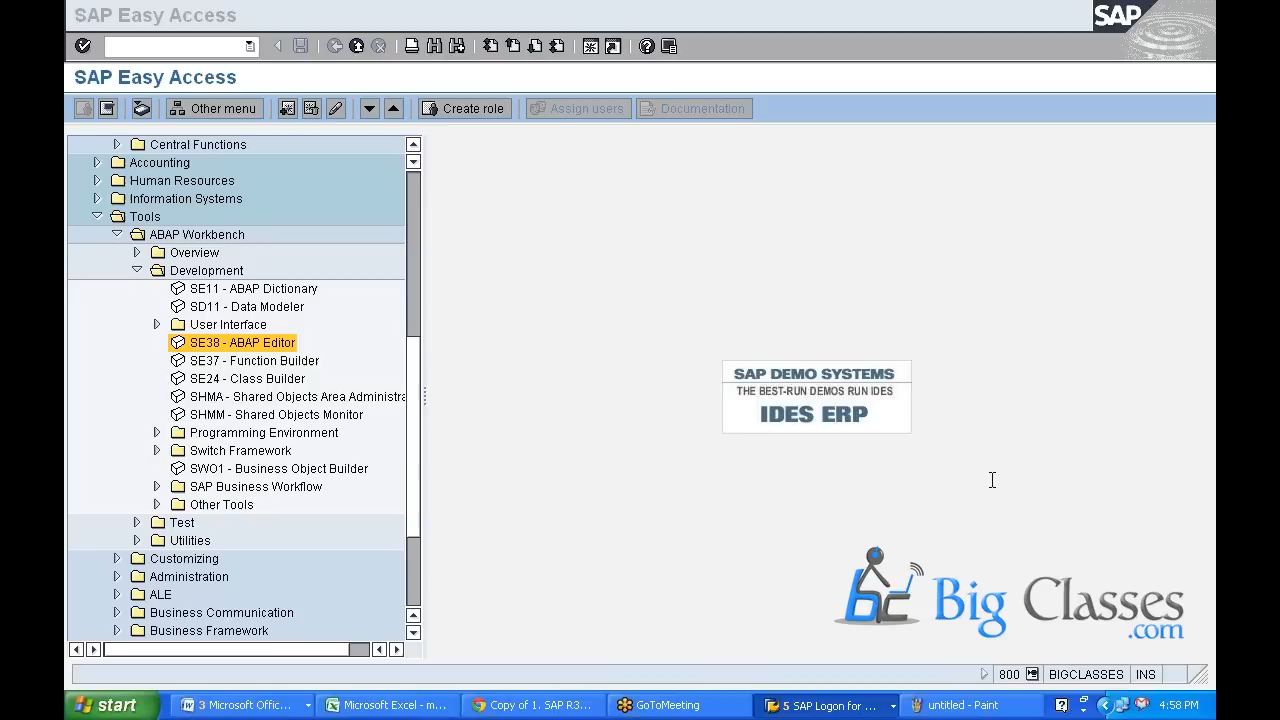 SAP Easy Access
SAP
SAP Easy Access
Other menu
Create role
Assign users
Documentation
Central Functions
Accounting
Human Resources
Information Systems
Tools
ABAP Workbench
Overview
Development
SE11 - ABAP Dictionary
SD11 - Data Modeler
User Interface
SE38 - ABAP Editor
SE37 - Function Builder
SE24 - Class Builder
SHMA - Shared Objects Area Administra
SHMM - Shared Objects Monitor
Programming Environment
Switch Framework
SWO1 - Business Object Builder
SAP Business Workflow
Other Tools
Test
Utilities
Customizing
Administration
ALE
Business Communication
Business Framework
SAP DEMO SYSTEMS
THE BEST-RUN DEMOS RUN IDES
IDES ERP
bc Big Classes
.com
800 BIGCLASSES INS
start
3 Microsoft Offic...
Microsoft Excel - m...
Copy of 1. SAP R3...
GoToMeeting
5 SAP Logon for ...
untitled - Paint
4:58 PM